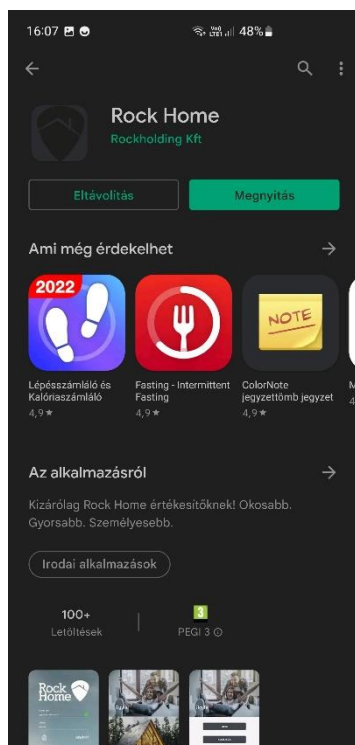 16:07
48%
Rock Home
Rockholding Kft
Eltávolítás
Megnyitás
Ami még érdekelhet
2022
NOTE
Lépésszámláló és
Kalóriaszámláló
4,9★
Fasting - Intermittent
Fasting
4,9★
ColorNote
jegyzettömb jegyzet
4,9★
M
4
Az alkalmazásról
Kizárólag Rock Home értékesítőknek! Okosabb.
Gyorsabb. Személyesebb.
Irodai alkalmazások
100+
Letöltések
3
PEGI 3
Rock
Home